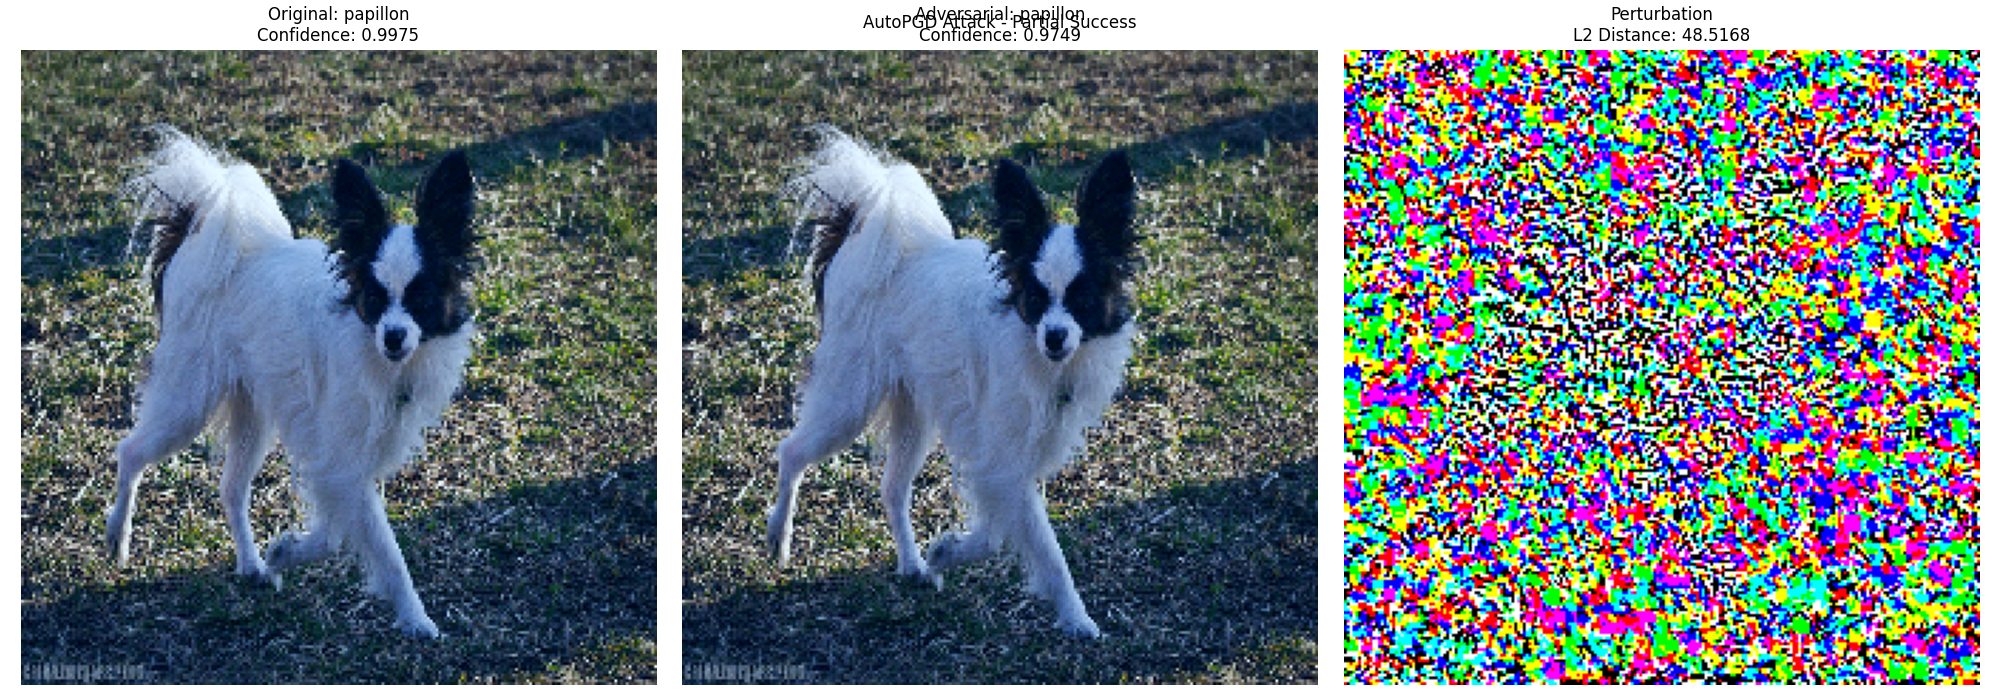 Original: papillon
Confidence: 0.9975
AutoPGD Attack - Partial Success
Adversarial: papillon
Confidence: 0.9749
Perturbation
L2 Distance: 48.5168